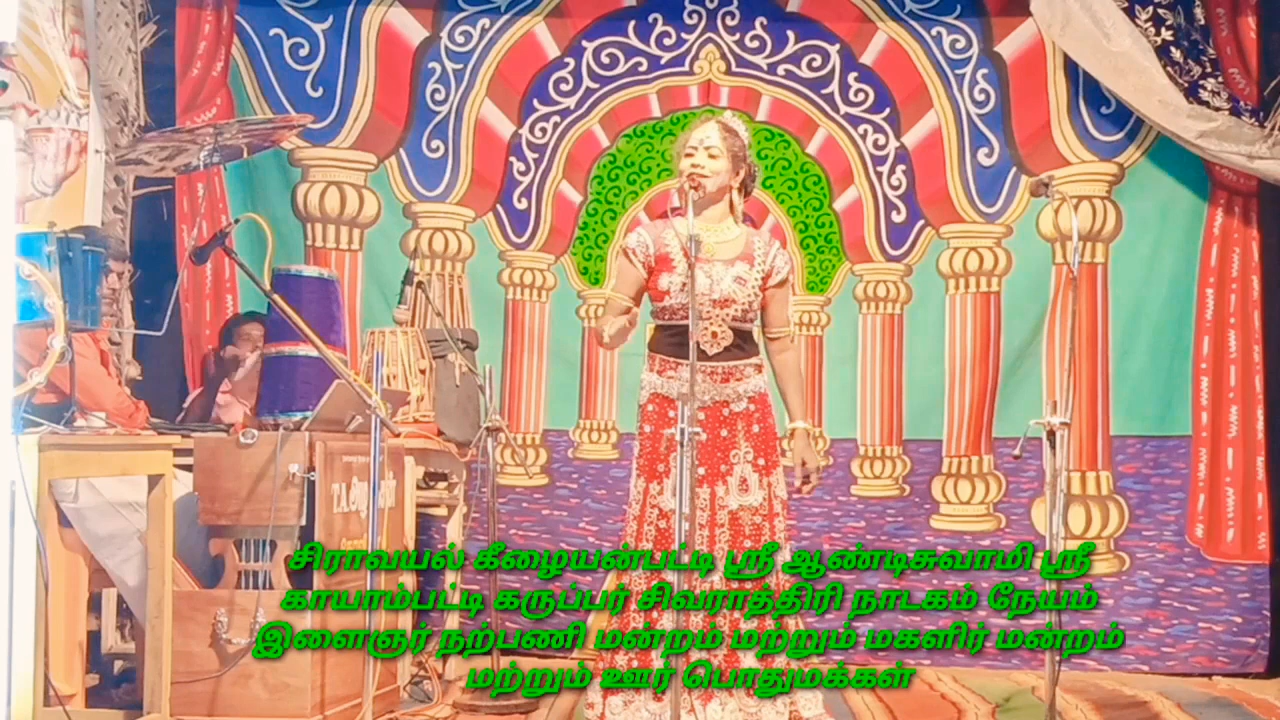 T.A.
சிராவயல் கீழையன்பட்டி ஸ்ரீ ஆண்டிசுவாமி ஸ்ரீ
காயாம்பட்டி கருப்பர் சிவராத்திரி நாடகம் நேயம்
இளைஞர் நற்பணி மன்றம் மற்றும் மகளிர் மன்றம்
மற்றும் ஊர் பொதுமக்கள்